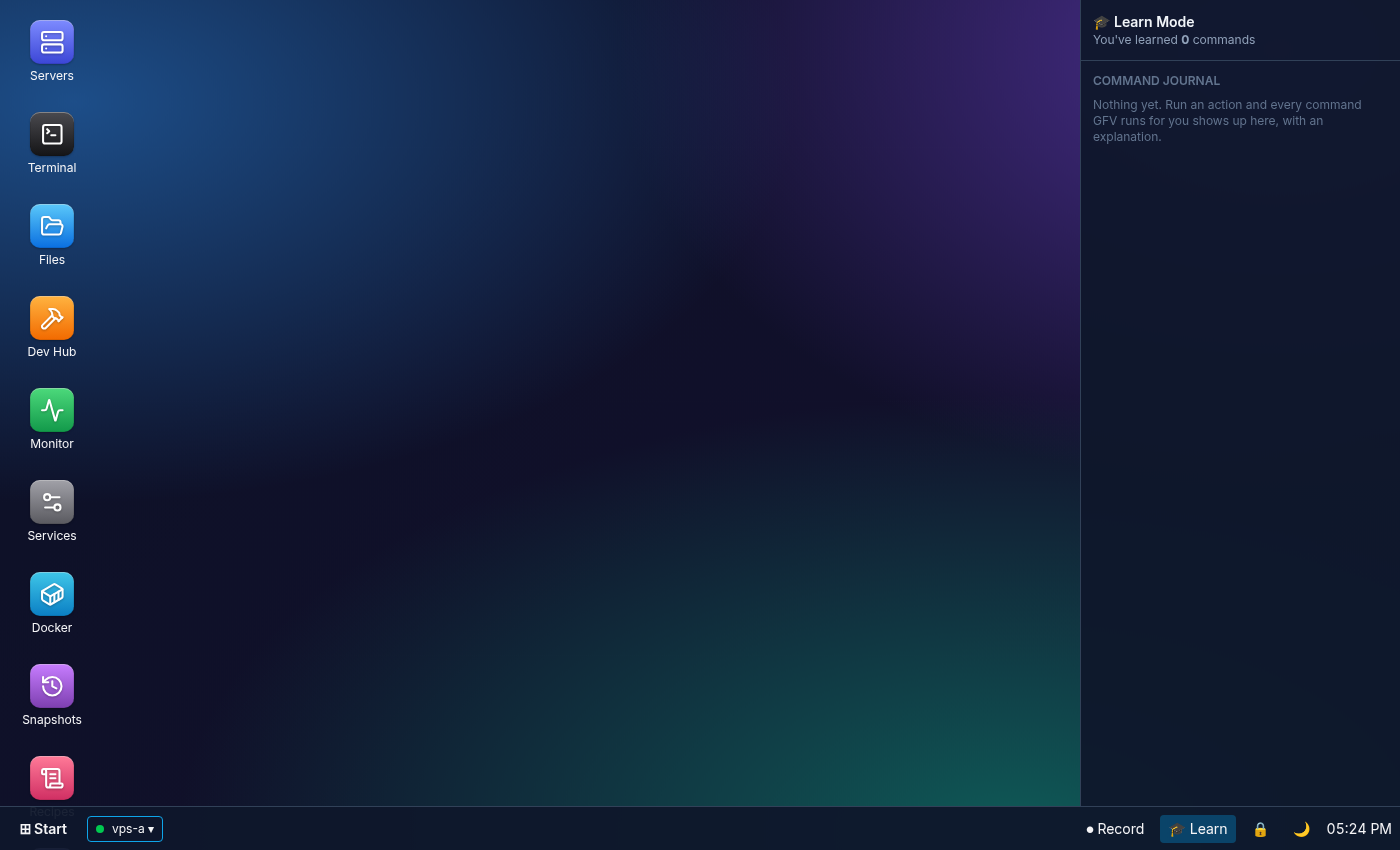 Servers
Terminal
Files
Dev Hub
Monitor
Services
Docker
Snapshots
Recipes
🎓 Learn Mode
You've learned 0 commands
COMMAND JOURNAL
Nothing yet. Run an action and every command
GFV runs for you shows up here, with an
explanation.
⊞ Start
vps-a ▾
● Record
🎓 Learn
05:24 PM